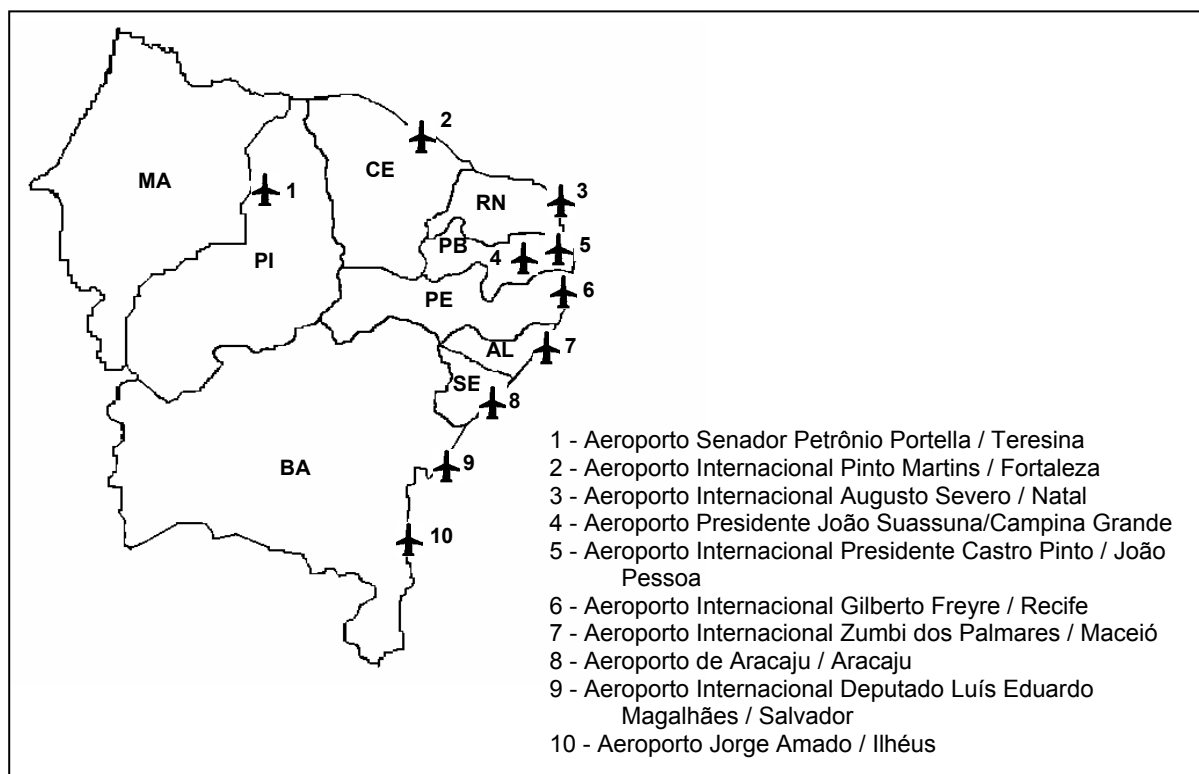 2
MA
CE
1
RN
3
PB
4
5
PI
PE
6
AL
7
SE
8
BA
9
10
1 - Aeroporto Senador Petrônio Portella / Teresina
2 - Aeroporto Internacional Pinto Martins / Fortaleza
3 - Aeroporto Internacional Augusto Severo / Natal
4 - Aeroporto Presidente João Suassuna/Campina Grande
5 - Aeroporto Internacional Presidente Castro Pinto / João
Pessoa
6 - Aeroporto Internacional Gilberto Freyre / Recife
7 - Aeroporto Internacional Zumbi dos Palmares / Maceió
8 - Aeroporto de Aracaju / Aracaju
9 - Aeroporto Internacional Deputado Luís Eduardo
Magalhães / Salvador
10 - Aeroporto Jorge Amado / Ilhéus